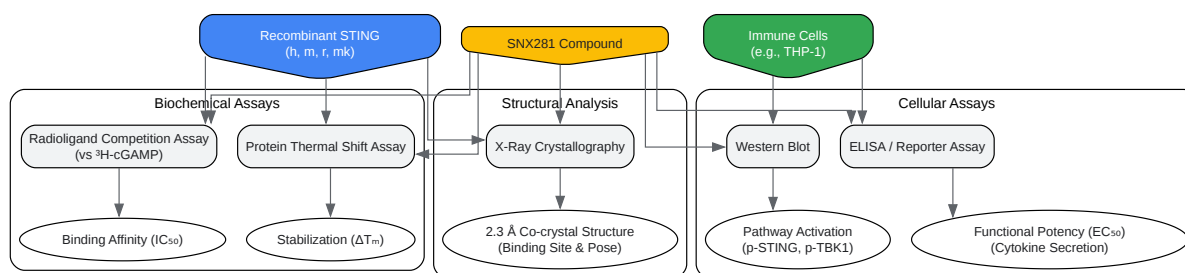 Recombinant STING
(h, m, r, mk)
SNX281 Compound
Immune Cells
(e.g., THP-1)
Biochemical Assays
Structural Analysis
Cellular Assays
Radioligand Competition Assay
(vs ³H-cGAMP)
Protein Thermal Shift Assay
X-Ray Crystallography
Western Blot
ELISA / Reporter Assay
Binding Affinity (IC₅₀)
Stabilization (ΔTₘ)
2.3 Å Co-crystal Structure
(Binding Site & Pose)
Pathway Activation
(p-STING, p-TBK1)
Functional Potency (EC₅₀)
(Cytokine Secretion)